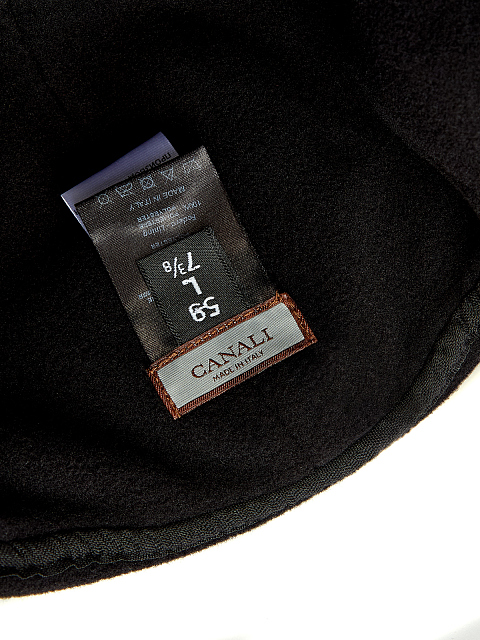 CANALI
MADE IN ITALY
59
L
7 3/8
MADE IN ITALY
100%
POLYESTER